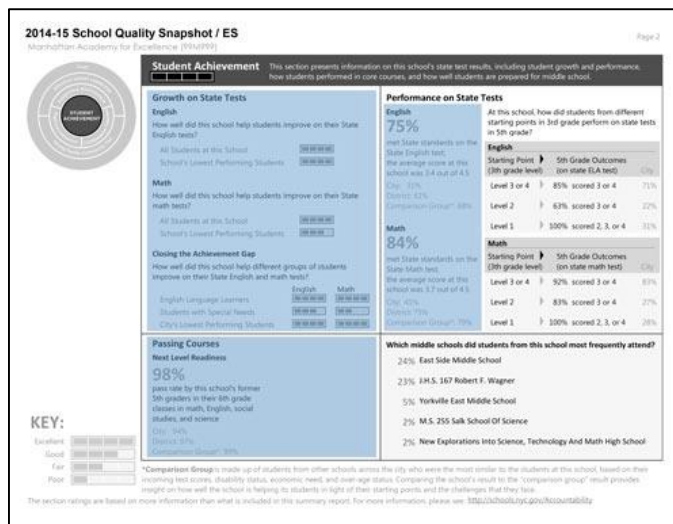 2014-15 School Quality Snapshot / ES
Page 2
Manhattan Academy for Excellence (99M999)
STUDENT
ACHIEVEMENT
Student Achievement
This section presents information on this school's state test results, including student growth and performance,
how students performed in core courses, and how well students are prepared for middle school.
Growth on State Tests
English
How well did this school help students improve on their State
English tests?
All Students at this School
School's Lowest Performing Students
Math
How well did this school help students improve on their State
math tests?
All Students at this School
School's Lowest Performing Students
Closing the Achievement Gap
How well did this school help different groups of students
improve on their State English and math tests?
English Math
English Language Learners
Students with Special Needs
City's Lowest Performing Students
Performance on State Tests
English
75%
met State standards on the
State English test;
the average score at this
school was 3.4 out of 4.5
District:
Comparison Group*: 68%
Math
84%
met State standards on the
State Math test;
the average score at this
school was 3.7 out of 4.5
District:
Comparison Group*:
At this school, how did students from different
starting points in 3rd grade perform on state tests
in 5th grade?
English
Starting Point 5th Grade Outcomes
(3th grade level) (on state ELA test) City
Level 3 or 4 85% scored 3 or 4 71%
Level 2 63% scored 3 or 4 22%
Level 1 100% scored 2, 3, or 4 31%
Math
Starting Point 5th Grade Outcomes
(3th grade level) (on state math test) City
Level 3 or 4 92% scored 3 or 4 83%
Level 2 83% scored 3 or 4 27%
Level 1 100% scored 2, 3, or 4 28%
Passing Courses
Next Level Readiness
98%
pass rate by this school's former
5th graders in their 6th grade
classes in math, English, social
studies, and science
City: 94%
District: 97%
Comparison Group*:
Which middle schools did students from this school most frequently attend?
24% East Side Middle School
23% J.H.S. 167 Robert F. Wagner
5% Yorkville East Middle School
2% M.S. 255 Salk School Of Science
2% New Explorations Into Science, Technology And Math High School
KEY:
Excellent
Good
Fair
Poor
*Comparison Group is made up of students from other schools across the city who were the most similar to the students at this school, based on their
incoming test scores, disability status, economic need, and over-age status. Comparing the school's result to the "comparison group" result provides
insight on how well the school is helping its students in light of their starting points and the challenges that they face.
The section ratings are based on more information than what is included in this summary report. For more information, please see: http://schools.nyc.gov/Accountability